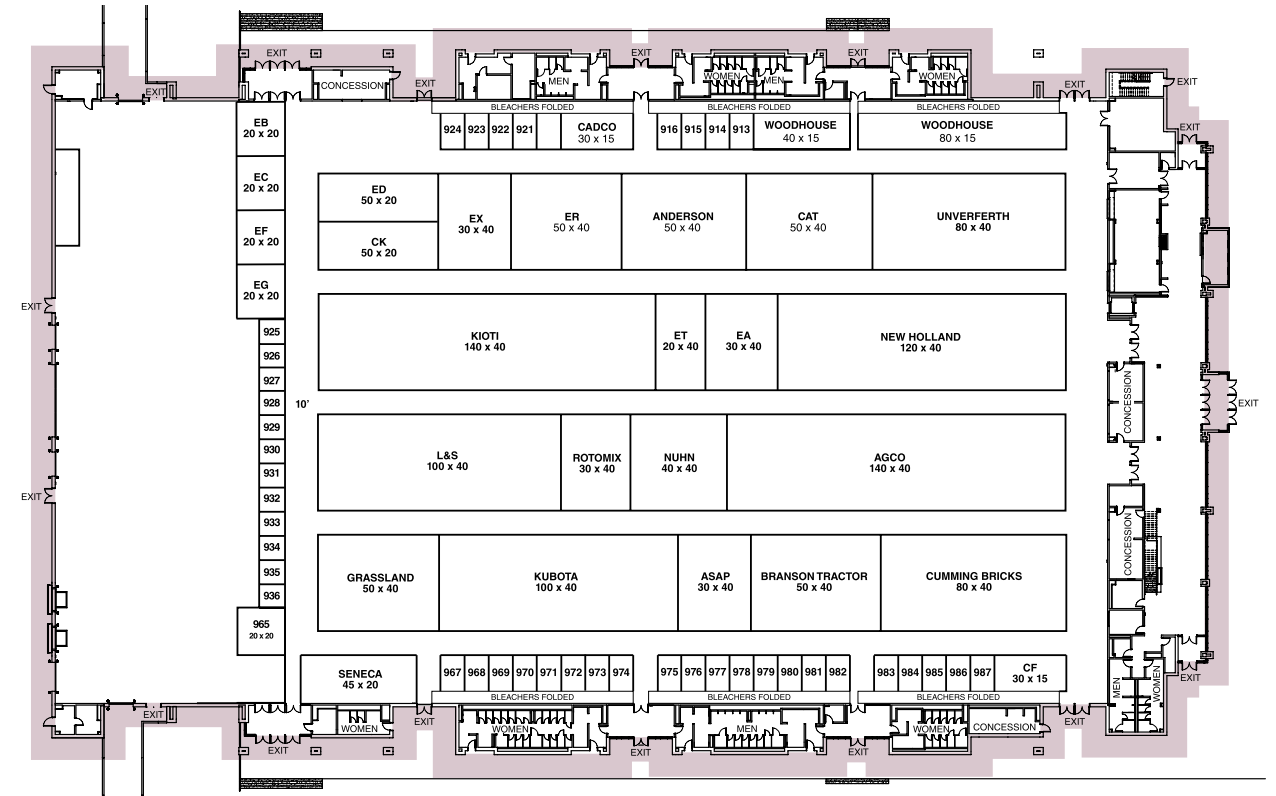 EXIT
EXIT
EXIT
CONCESSION
EXIT
MEN
WOMEN
MEN
WOMEN
EXIT
EXIT
EXIT
EXIT
BLEACHERS FOLDED
BLEACHERS FOLDED
BLEACHERS FOLDED
EB
20 x 20
924
923
922
921
CADCO
30 x 15
916
915
914
913
WOODHOUSE
40 x 15
WOODHOUSE
80 x 15
EXIT
EC
20 x 20
ED
50 x 20
EX
30 x 40
ER
50 x 40
ANDERSON
50 x 40
CAT
50 x 40
UNVERFERTH
80 x 40
EF
20 x 20
CK
50 x 20
EG
20 x 20
EXIT
925
926
927
928
929
930
931
932
933
934
935
936
10'
KIOTI
140 x 40
ET
20 x 40
EA
30 x 40
NEW HOLLAND
120 x 40
CONCESSION
EXIT
L&S
100 x 40
ROTOMIX
30 x 40
NUHN
40 x 40
AGCO
140 x 40
EXIT
CONCESSION
GRASSLAND
50 x 40
KUBOTA
100 x 40
ASAP
30 x 40
BRANSON TRACTOR
50 x 40
CUMMING BRICKS
80 x 40
965
20 x 20
SENECA
45 x 20
967
968
969
970
971
972
973
974
975
976
977
978
979
980
981
982
983
984
985
986
987
CF
30 x 15
BLEACHERS FOLDED
BLEACHERS FOLDED
BLEACHERS FOLDED
MEN
WOMEN
EXIT
EXIT
EXIT
WOMEN
EXIT
WOMEN
EXIT
MEN
EXIT
WOMEN
CONCESSION
EXIT